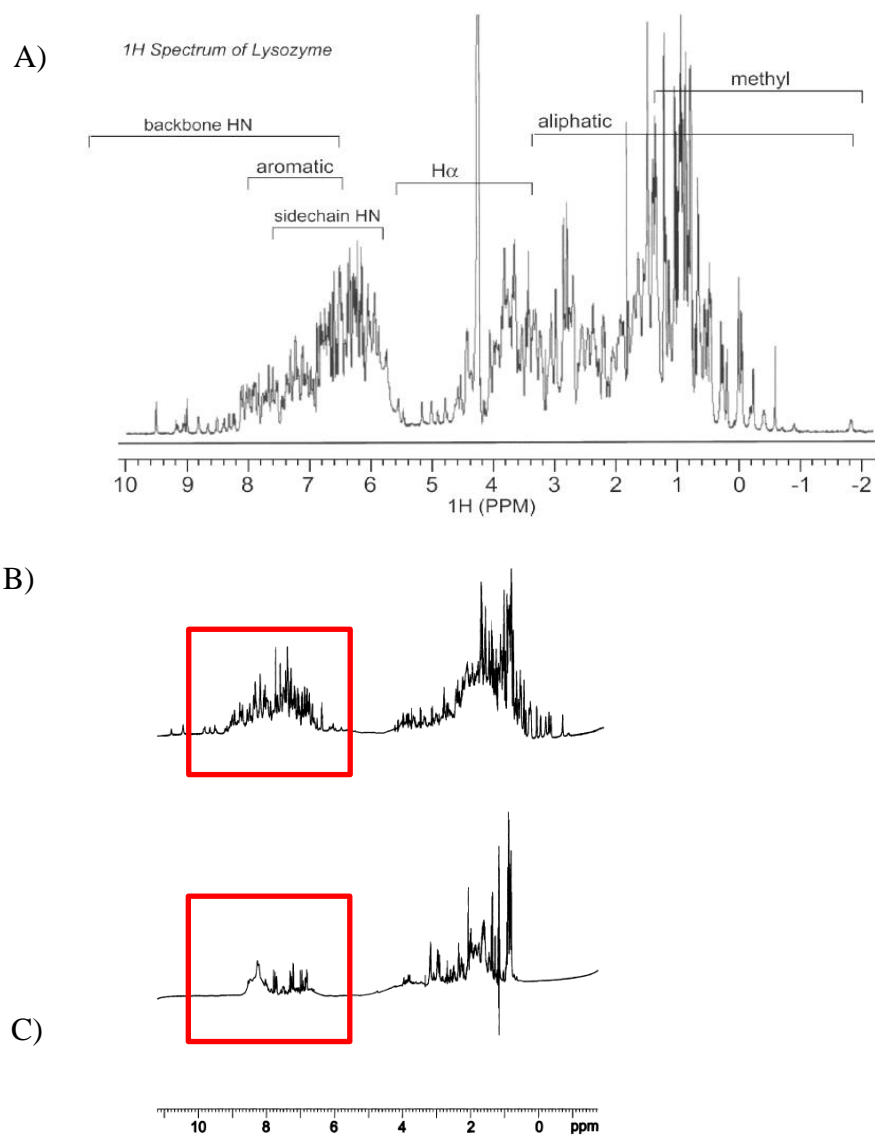 A)
1H Spectrum of Lysozyme
methyl
backbone HN
aliphatic
aromatic
Hα
sidechain HN
10 9 8 7 6 5 4 3 2 1 0 -1 -2
1H (PPM)
B)
C)
10 8 6 4 2 0 ppm